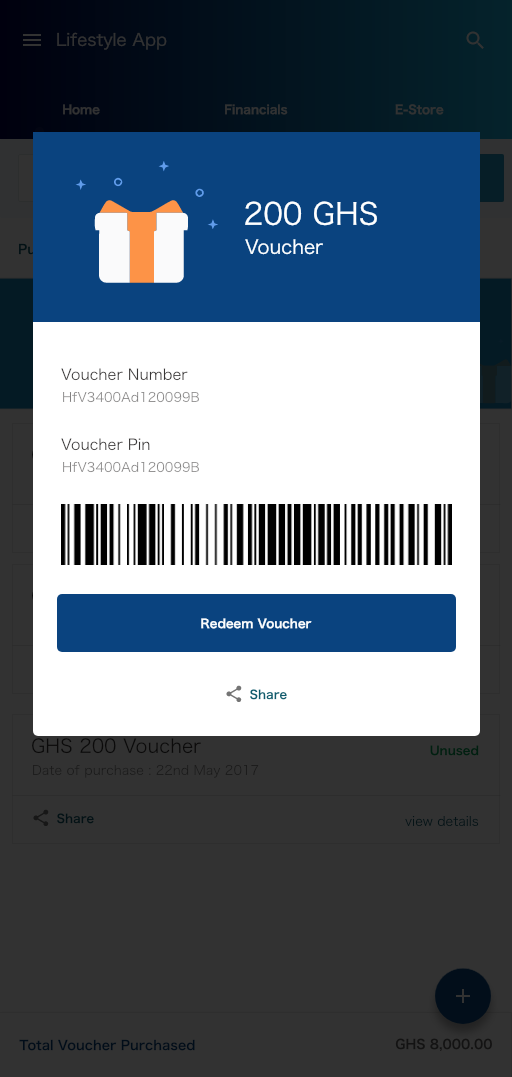 Lifestyle App
Home
Financials
E-Store
200 GHS
Voucher
Voucher Number
HfV3400Ad120099B
Voucher Pin
HfV3400Ad120099B
Redeem Voucher
Share
GHS 200 Voucher
Unused
Date of purchase : 22nd May 2017
Share
view details
Total Voucher Purchased
GHS 8,000.00